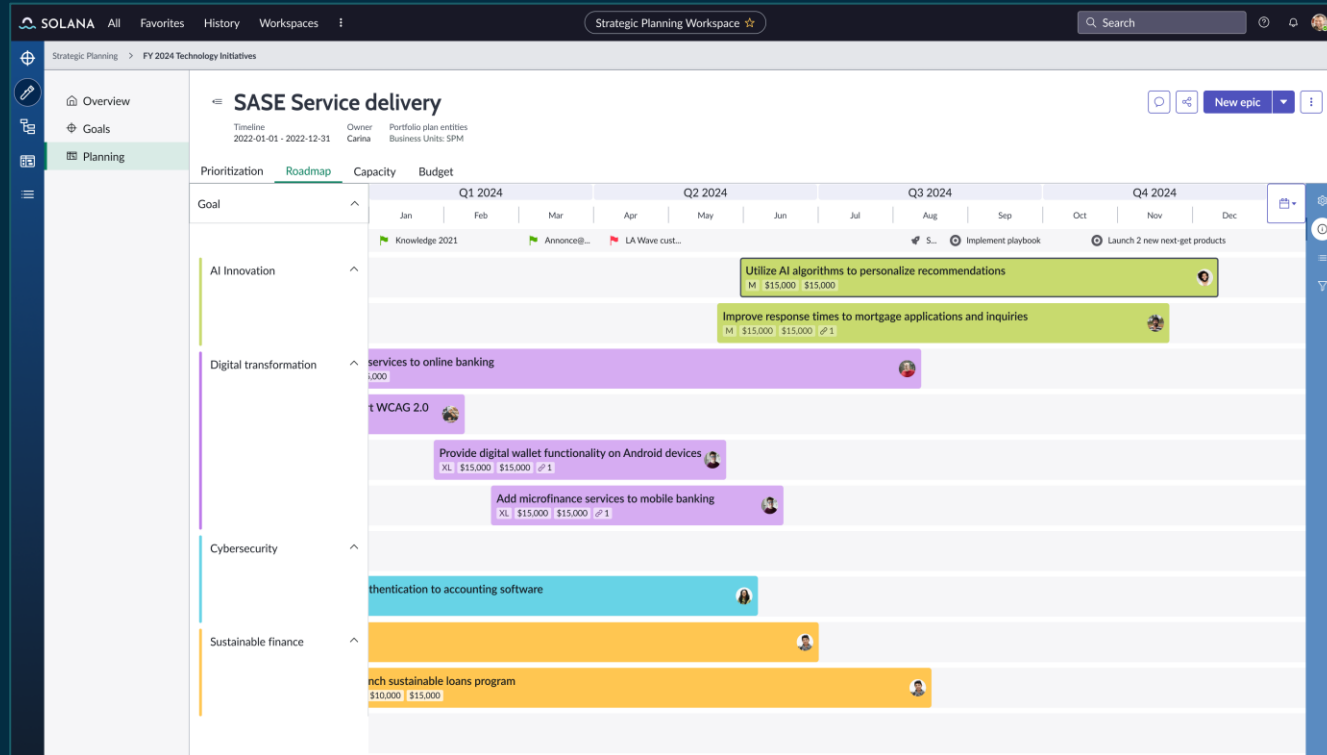 SOLANA All Favorites History Workspaces Strategic Planning Workspace Search
Strategic Planning > FY 2024 Technology Initiatives
Overview
Goals
Planning
SASE Service delivery
Timeline Owner Portfolio plan entities
2022-01-01 - 2022-12-31 Carina Business Units: SPM
New epic
Prioritization Roadmap Capacity Budget
Goal
Q1 2024 Q2 2024 Q3 2024 Q4 2024
Jan Feb Mar Apr May Jun Jul Aug Sep Oct Nov Dec
Knowledge 2021 Annonce@... LA Wave cust... S... Implement playbook Launch 2 new next-get products
AI Innovation
Utilize AI algorithms to personalize recommendations
M $15,000 $15,000
Improve response times to mortgage applications and inquiries
M $15,000 $15,000 1
Digital transformation
services to online banking
,000
t WCAG 2.0
Provide digital wallet functionality on Android devices
XL $15,000 $15,000 1
Add microfinance services to mobile banking
XL $15,000 $15,000 1
Cybersecurity
thentication to accounting software
Sustainable finance
nch sustainable loans program
$10,000 $15,000